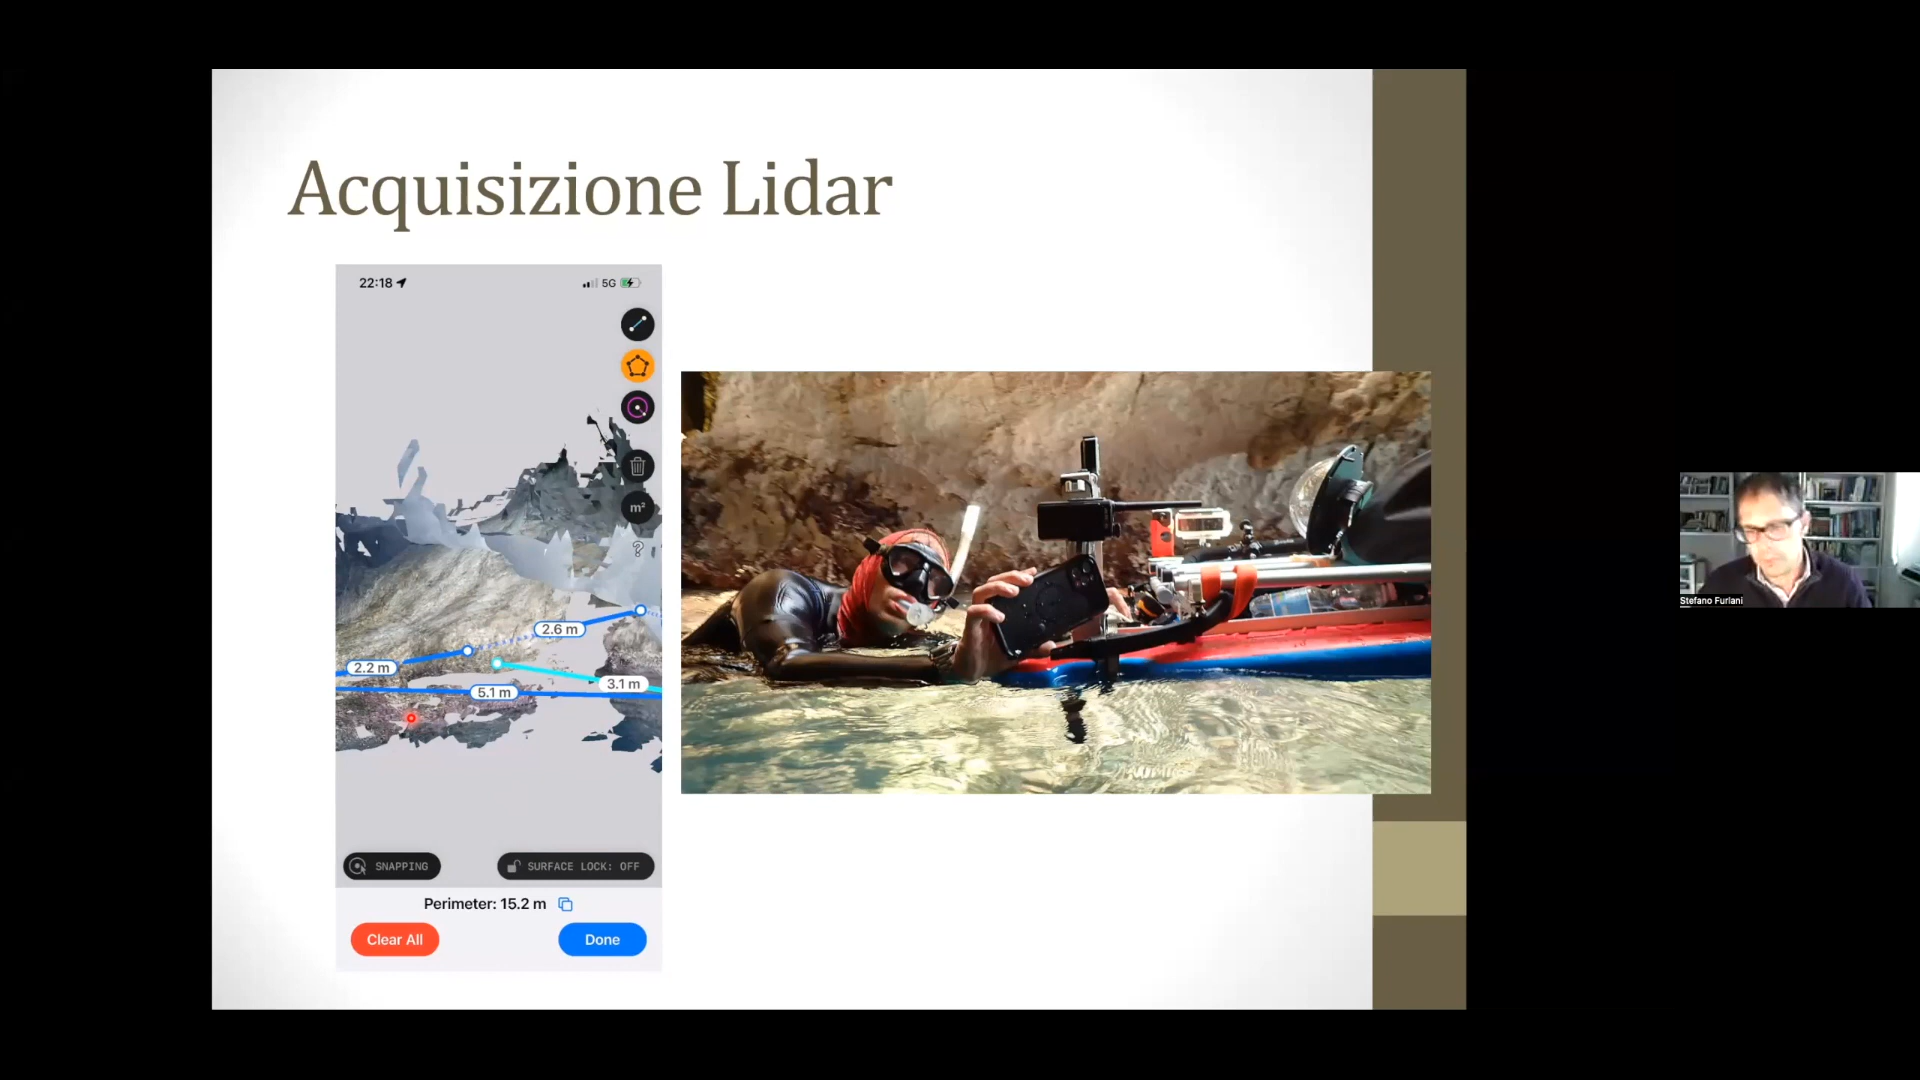 Acquisizione Lidar
22:18
5G
m²
?
2.6 m
2.2 m
3.1 m
5.1 m
SNAPPING
SURFACE LOCK: OFF
Perimeter: 15.2 m
Clear All
Done
Stefano Furlani